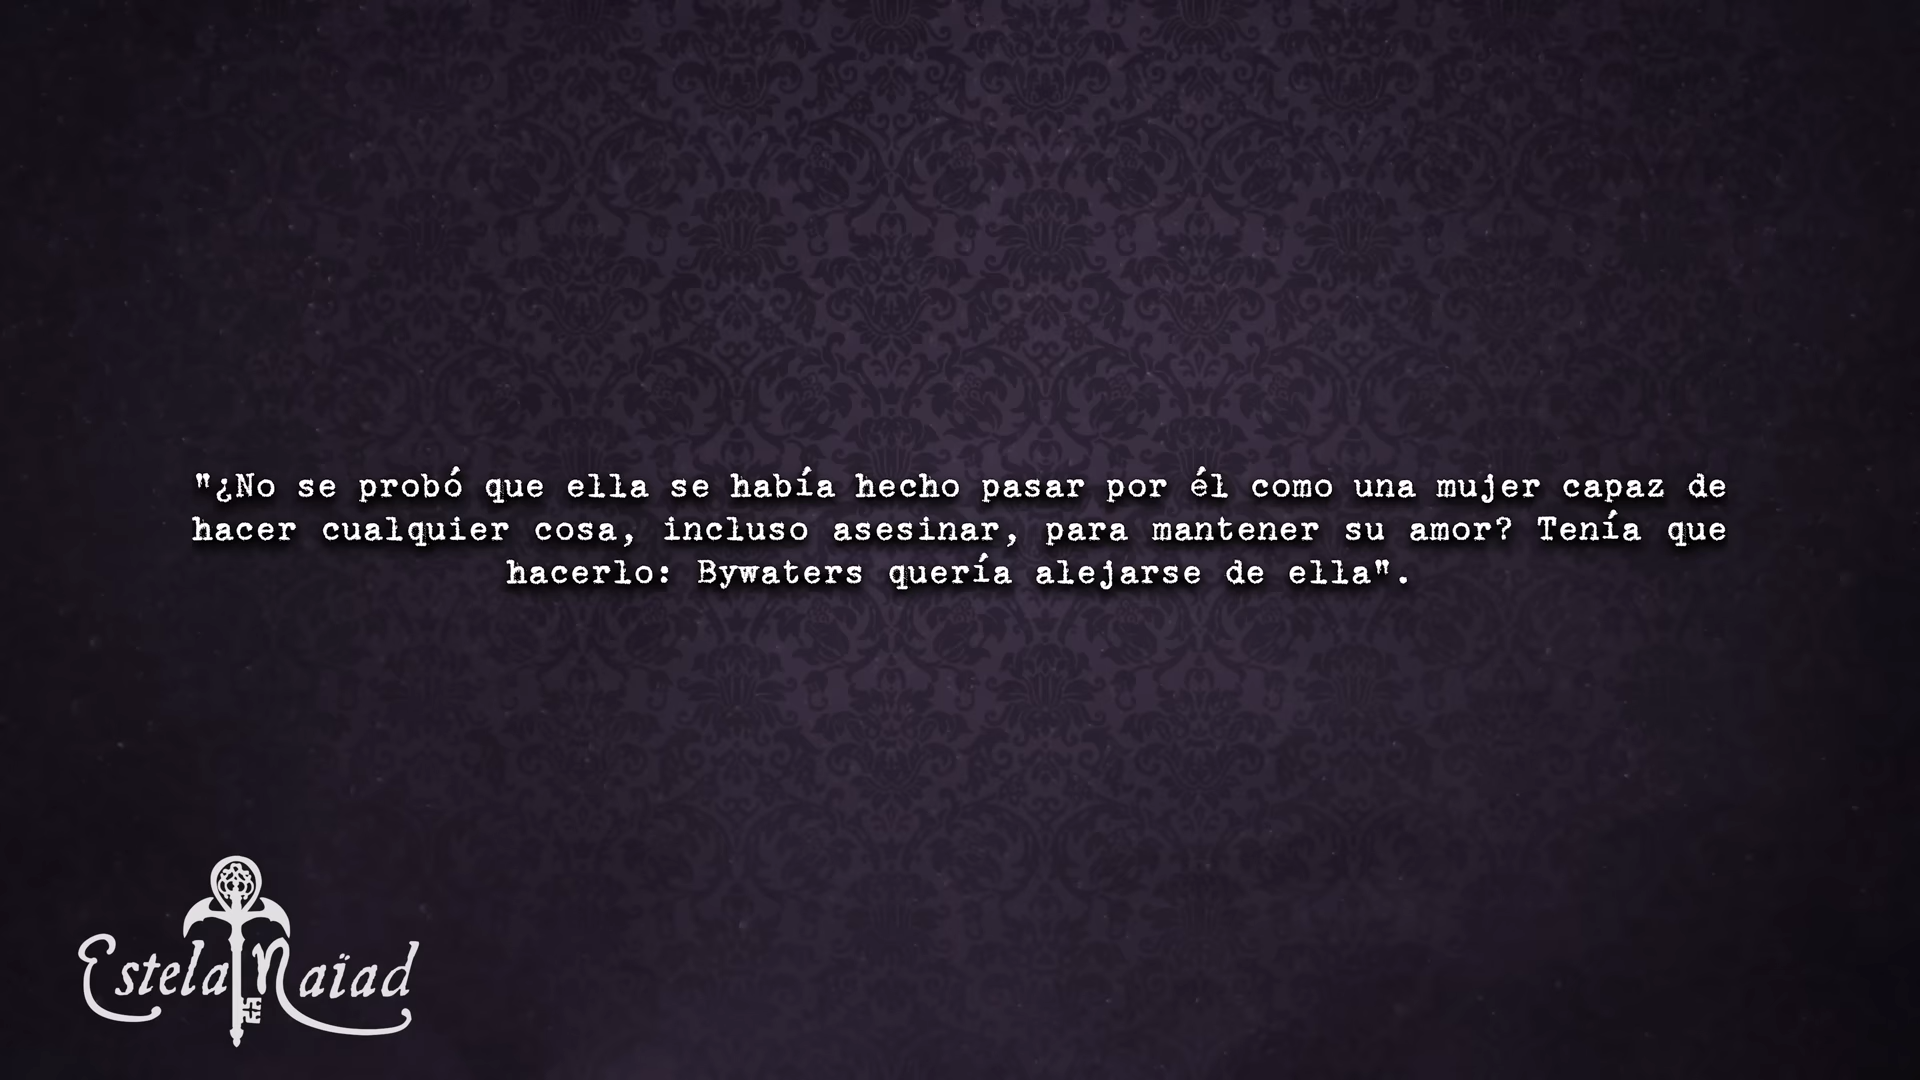 "¿No se probó que ella se había hecho pasar por él como una mujer capaz de
hacer cualquier cosa, incluso asesinar, para mantener su amor? Tenía que
hacerlo: Bywaters quería alejarse de ella".
Estela Naïad